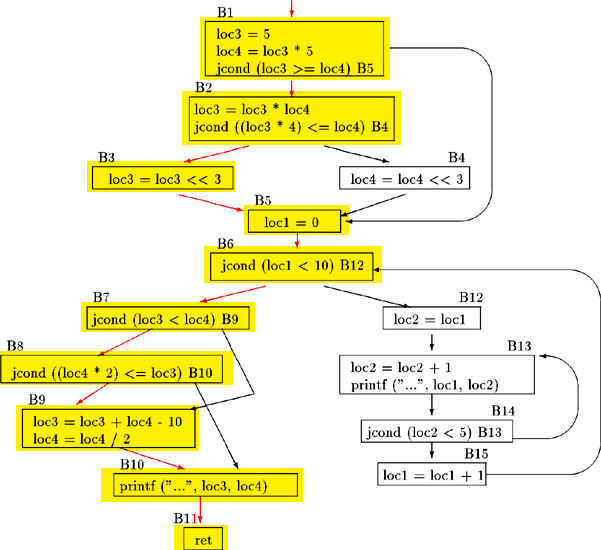 B1
loc3 = 5
loc4 = loc3 * 5
jcond (loc3 >= loc4) B5
B2
loc3 = loc3 * loc4
jcond ((loc3 * 4) <= loc4) B4
B3
loc3 = loc3 << 3
B4
loc4 = loc4 << 3
B5
loc1 = 0
B6
jcond (loc1 < 10) B12
B7
jcond (loc3 < loc4) B9
B12
loc2 = loc1
B8
jcond ((loc4 * 2) <= loc3) B10
B13
loc2 = loc2 + 1
printf ("...", loc1, loc2)
B9
loc3 = loc3 + loc4 - 10
loc4 = loc4 / 2
B14
jcond (loc2 < 5) B13
B15
loc1 = loc1 + 1
B10
printf ("...", loc3, loc4)
B11
ret